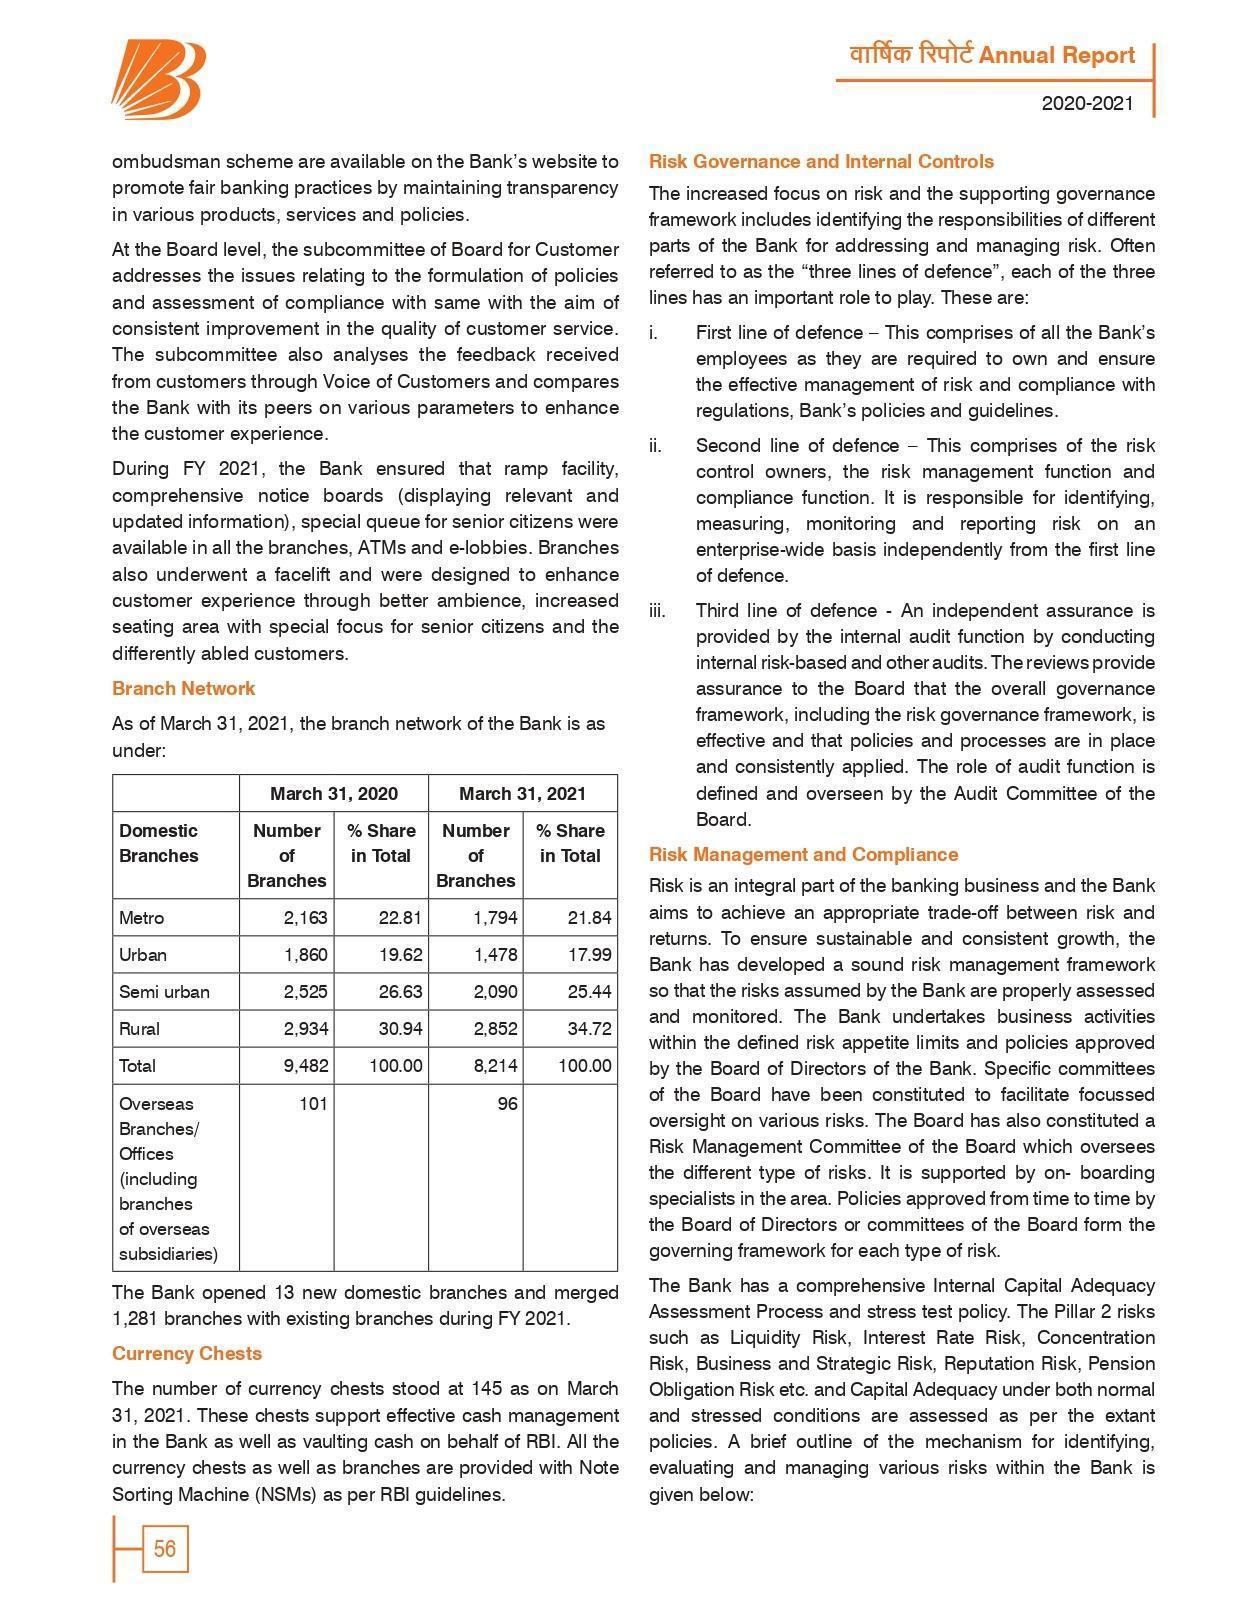 वार्षिक रिपोर्ट Annual Report
2020-2021
ombudsman scheme are available on the Bank’s website to
promote fair banking practices by maintaining transparency
in various products, services and policies.
At the Board level, the subcommittee of Board for Customer
addresses the issues relating to the formulation of policies
and assessment of compliance with same with the aim of
consistent improvement in the quality of customer service.
The subcommittee also analyses the feedback received
from customers through Voice of Customers and compares
the Bank with its peers on various parameters to enhance
the customer experience.
During FY 2021, the Bank ensured that ramp facility,
comprehensive notice boards (displaying relevant and
updated information), special queue for senior citizens were
available in all the branches, ATMs and e-lobbies. Branches
also underwent a facelift and were designed to enhance
customer experience through better ambience, increased
seating area with special focus for senior citizens and the
differently abled customers.
Branch Network
As of March 31, 2021, the branch network of the Bank is as
under:
March 31, 2020 March 31, 2021
Domestic Number % Share Number % Share
Branches of in Total of in Total
Branches Branches
Metro 2,163 22.81 1,794 21.84
Urban 1,860 19.62 1,478 17.99
Semi urban 2,525 26.63 2,090 25.44
Rural 2,934 30.94 2,852 34.72
Total 9,482 100.00 8,214 100.00
Overseas 101 96
Branches/
Offices
(including
branches
of overseas
subsidiaries)
The Bank opened 13 new domestic branches and merged
1,281 branches with existing branches during FY 2021.
Currency Chests
The number of currency chests stood at 145 as on March
31, 2021. These chests support effective cash management
in the Bank as well as vaulting cash on behalf of RBI. All the
currency chests as well as branches are provided with Note
Sorting Machine (NSMs) as per RBI guidelines.
Risk Governance and Internal Controls
The increased focus on risk and the supporting governance
framework includes identifying the responsibilities of different
parts of the Bank for addressing and managing risk. Often
referred to as the “three lines of defence”, each of the three
lines has an important role to play. These are:
i. First line of defence – This comprises of all the Bank’s
employees as they are required to own and ensure
the effective management of risk and compliance with
regulations, Bank’s policies and guidelines.
ii. Second line of defence – This comprises of the risk
control owners, the risk management function and
compliance function. It is responsible for identifying,
measuring, monitoring and reporting risk on an
enterprise-wide basis independently from the first line
of defence.
iii. Third line of defence - An independent assurance is
provided by the internal audit function by conducting
internal risk-based and other audits. The reviews provide
assurance to the Board that the overall governance
framework, including the risk governance framework, is
effective and that policies and processes are in place
and consistently applied. The role of audit function is
defined and overseen by the Audit Committee of the
Board.
Risk Management and Compliance
Risk is an integral part of the banking business and the Bank
aims to achieve an appropriate trade-off between risk and
returns. To ensure sustainable and consistent growth, the
Bank has developed a sound risk management framework
so that the risks assumed by the Bank are properly assessed
and monitored. The Bank undertakes business activities
within the defined risk appetite limits and policies approved
by the Board of Directors of the Bank. Specific committees
of the Board have been constituted to facilitate focussed
oversight on various risks. The Board has also constituted a
Risk Management Committee of the Board which oversees
the different type of risks. It is supported by on- boarding
specialists in the area. Policies approved from time to time by
the Board of Directors or committees of the Board form the
governing framework for each type of risk.
The Bank has a comprehensive Internal Capital Adequacy
Assessment Process and stress test policy. The Pillar 2 risks
such as Liquidity Risk, Interest Rate Risk, Concentration
Risk, Business and Strategic Risk, Reputation Risk, Pension
Obligation Risk etc. and Capital Adequacy under both normal
and stressed conditions are assessed as per the extant
policies. A brief outline of the mechanism for identifying,
evaluating and managing various risks within the Bank is
given below:
56